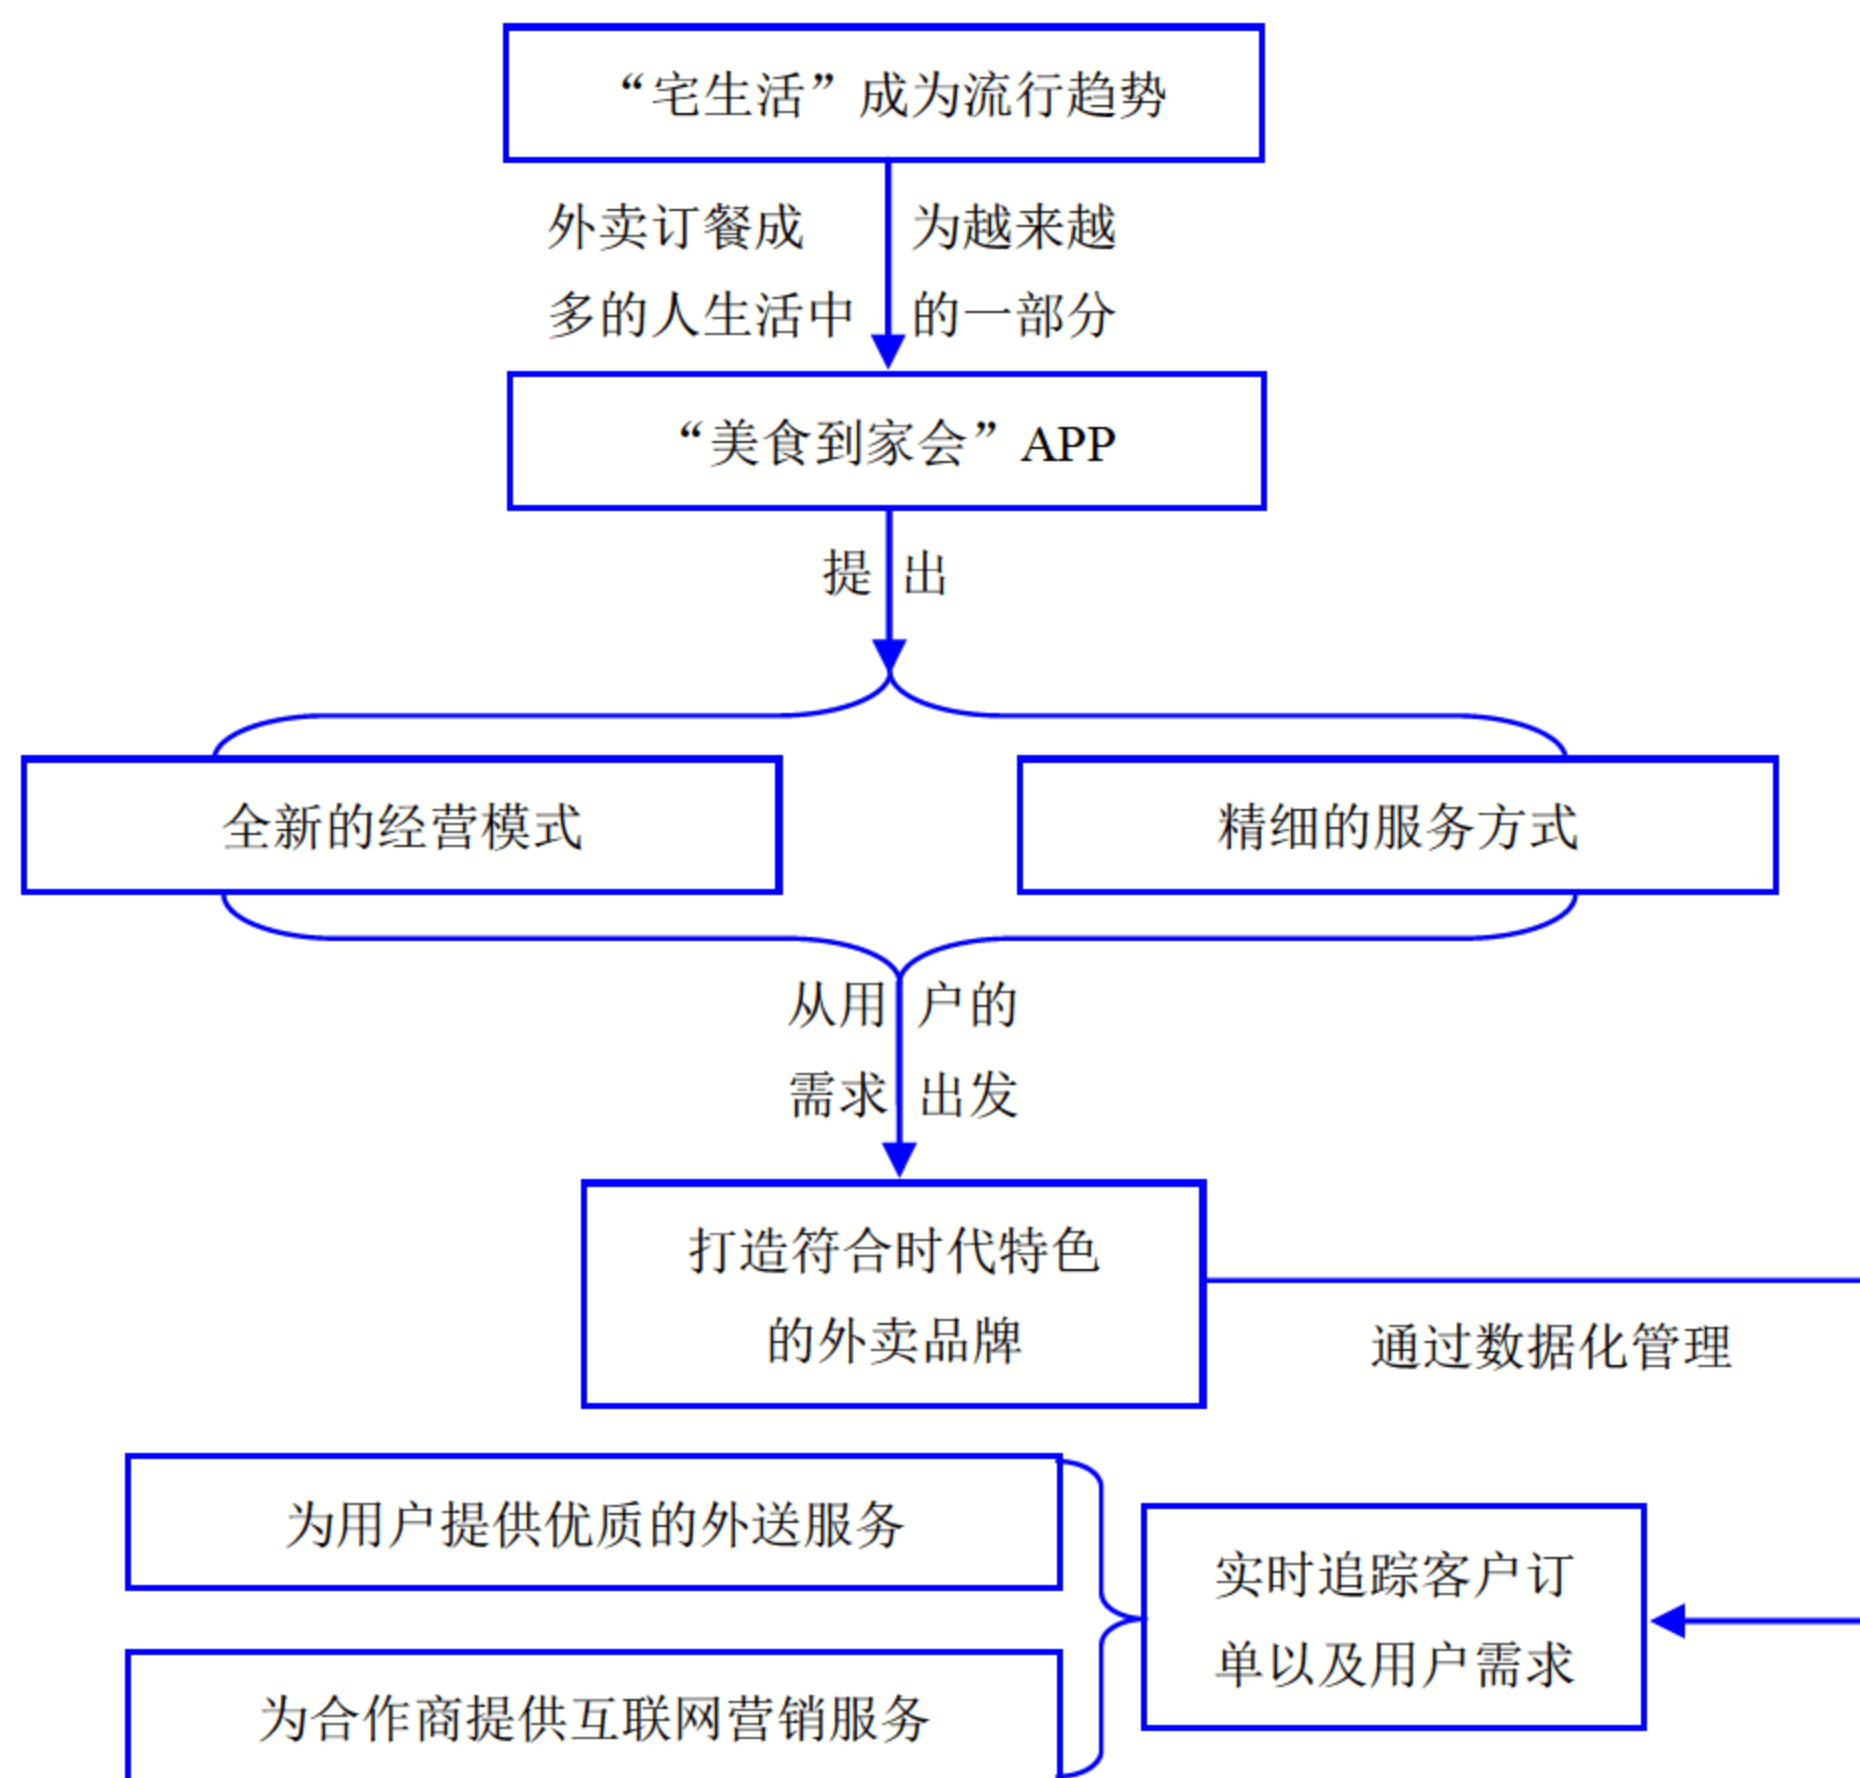 “宅生活”成为流行趋势
外卖订餐成为越来越
多的人生活中的一部分
“美食到家会”APP
提出
全新的经营模式
精细的服务方式
从用户的
需求出发
打造符合时代特色
的外卖品牌
通过数据化管理
为用户提供优质的外送服务
实时追踪客户订
单以及用户需求
为合作商提供互联网营销服务